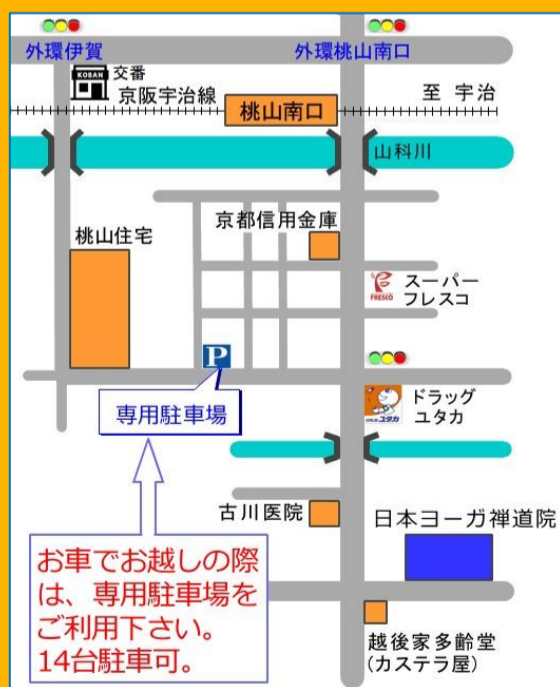 外環伊賀
外環桃山南口
KOBAN
交番
京阪宇治線
桃山南口
至 宇治
山科川
京都信用金庫
桃山住宅
FRESCO
スーパー
フレスコ
P
専用駐車場
ドラッグ
ユタカ
ユタカ
古川医院
日本ヨーガ禅道院
お車でお越しの際
は、専用駐車場を
ご利用下さい。
14台駐車可。
越後家多齢堂
(カステラ屋)